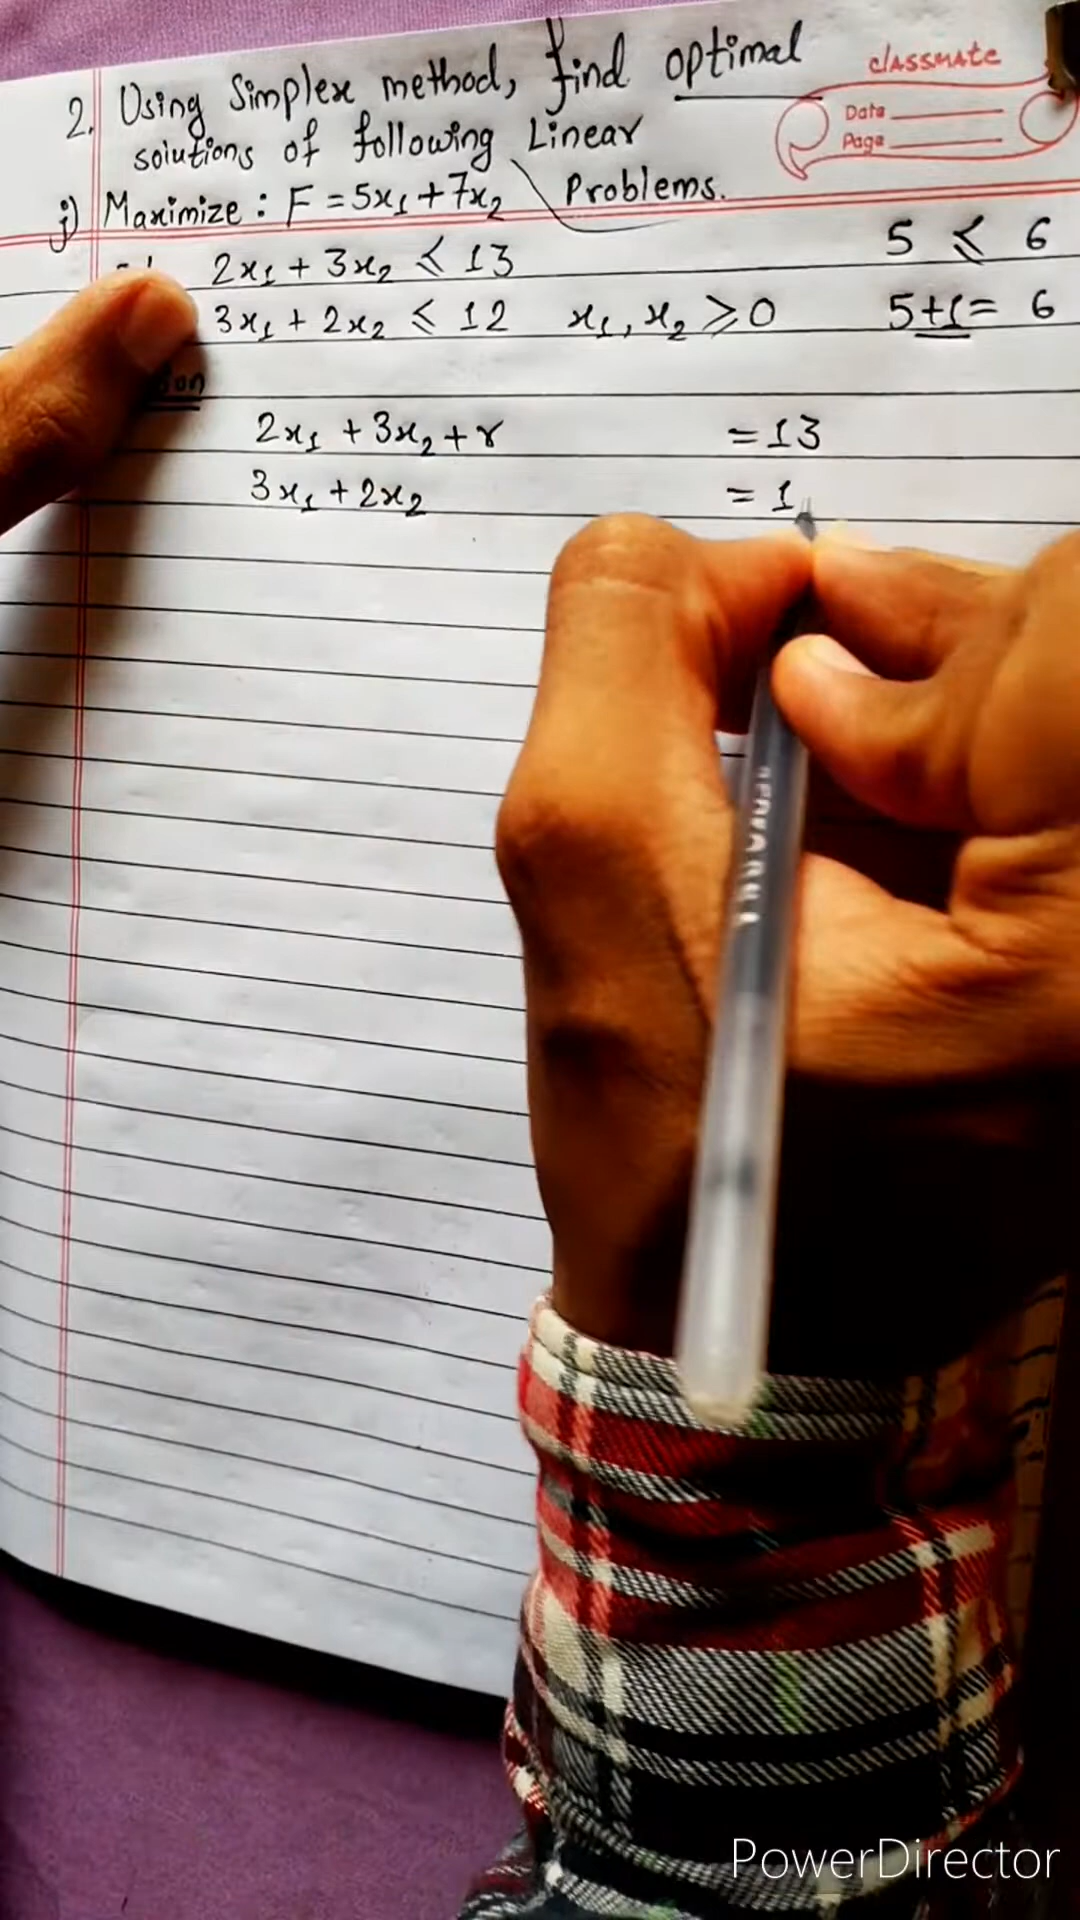 2. Using Simplex method, find optimal
solutions of following Linear
Problems.
classmate
Date
Page
i) Maximize : F = 5x₁ + 7x₂
2x₁ + 3x₂ ⩽ 13
5 ⩽ 6
3x₁ + 2x₂ ⩽ 12 x₁, x₂ ⩾ 0
5+1 = 6
2x₁ + 3x₂ + r = 13
3x₁ + 2x₂ = 1
PowerDirector